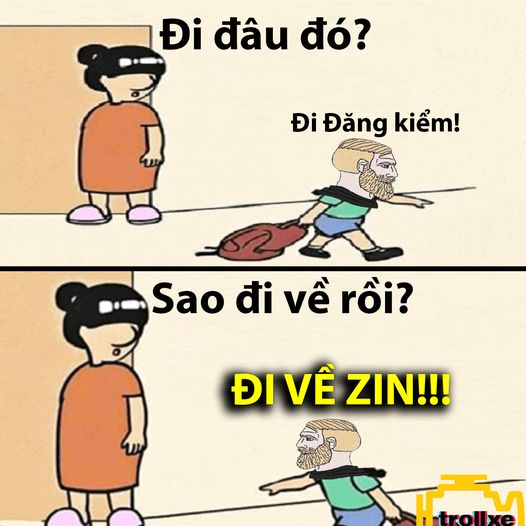 Đi đâu đó?
Đi Đăng kiểm!
Sao đi về rồi?
ĐI VỀ ZIN!!!
trollxe